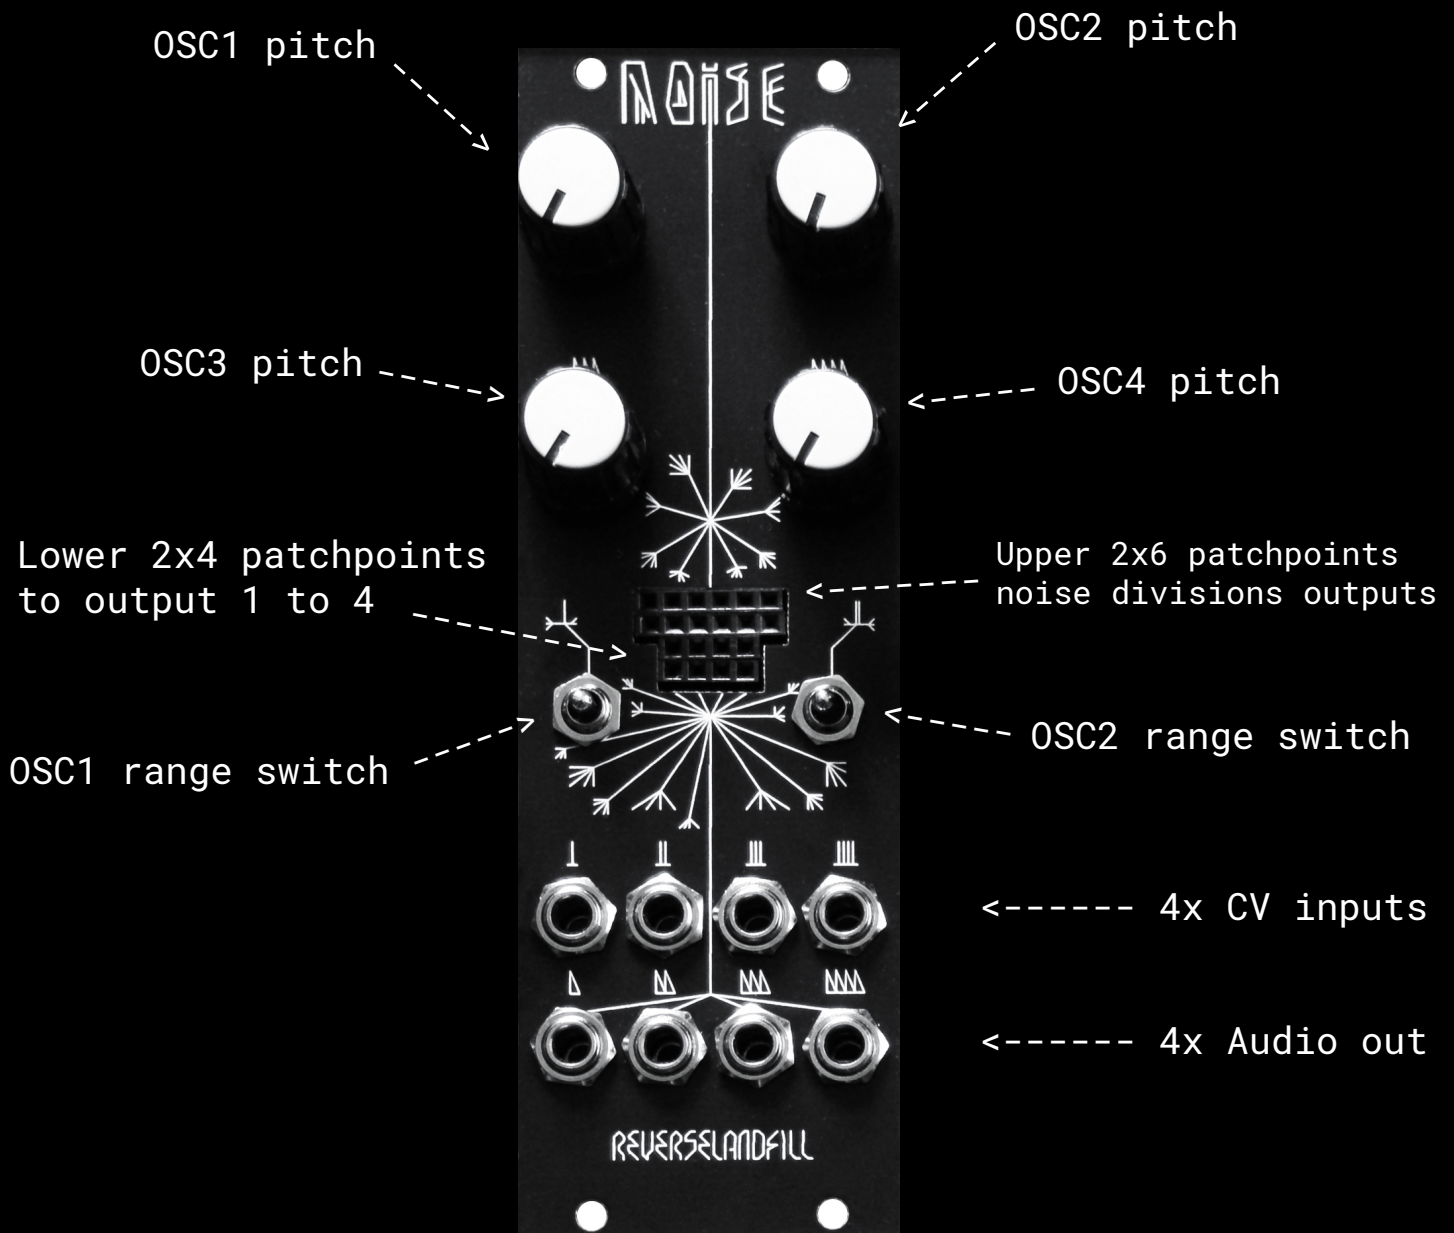 OSC1 pitch
OSC2 pitch
NOISE
OSC3 pitch
OSC4 pitch
Lower 2x4 patchpoints
to output 1 to 4
Upper 2x6 patchpoints
noise divisions outputs
OSC1 range switch
OSC2 range switch
4x CV inputs
4x Audio out
REVERSELANDFILL